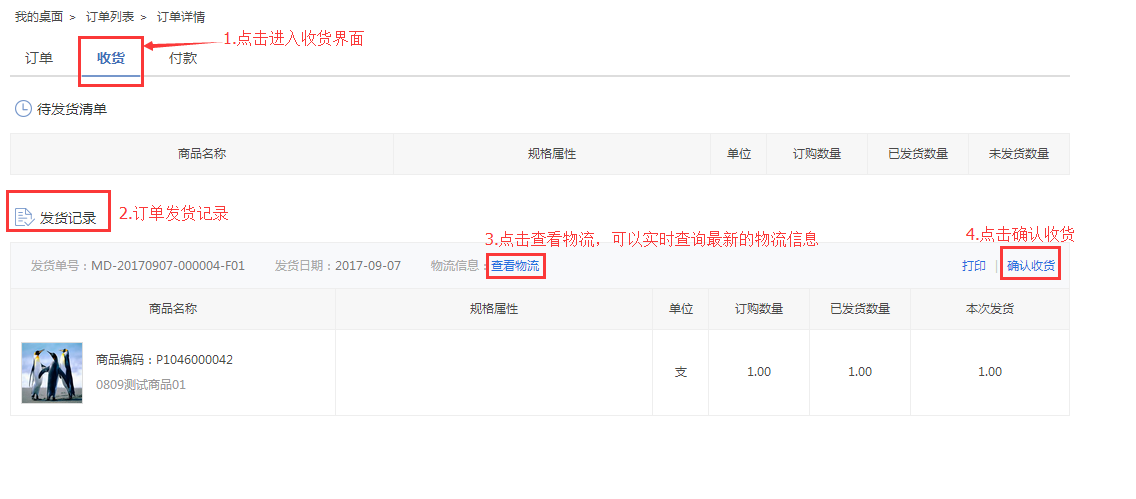 我的桌面 > 订单列表 > 订单详情
1.点击进入收货界面
订单 收货 付款
待发货清单
商品名称 规格属性 单位 订购数量 已发货数量 未发货数量
发货记录 2.订单发货记录
3.点击查看物流，可以实时查询最新的物流信息 4.点击确认收货
发货单号：MD-20170907-000004-F01 发货日期：2017-09-07 物流信息：查看物流 打印 | 确认收货
商品名称 规格属性 单位 订购数量 已发货数量 本次发货
商品编码：P1046000042
支 1.00 1.00 1.00
0809测试商品01